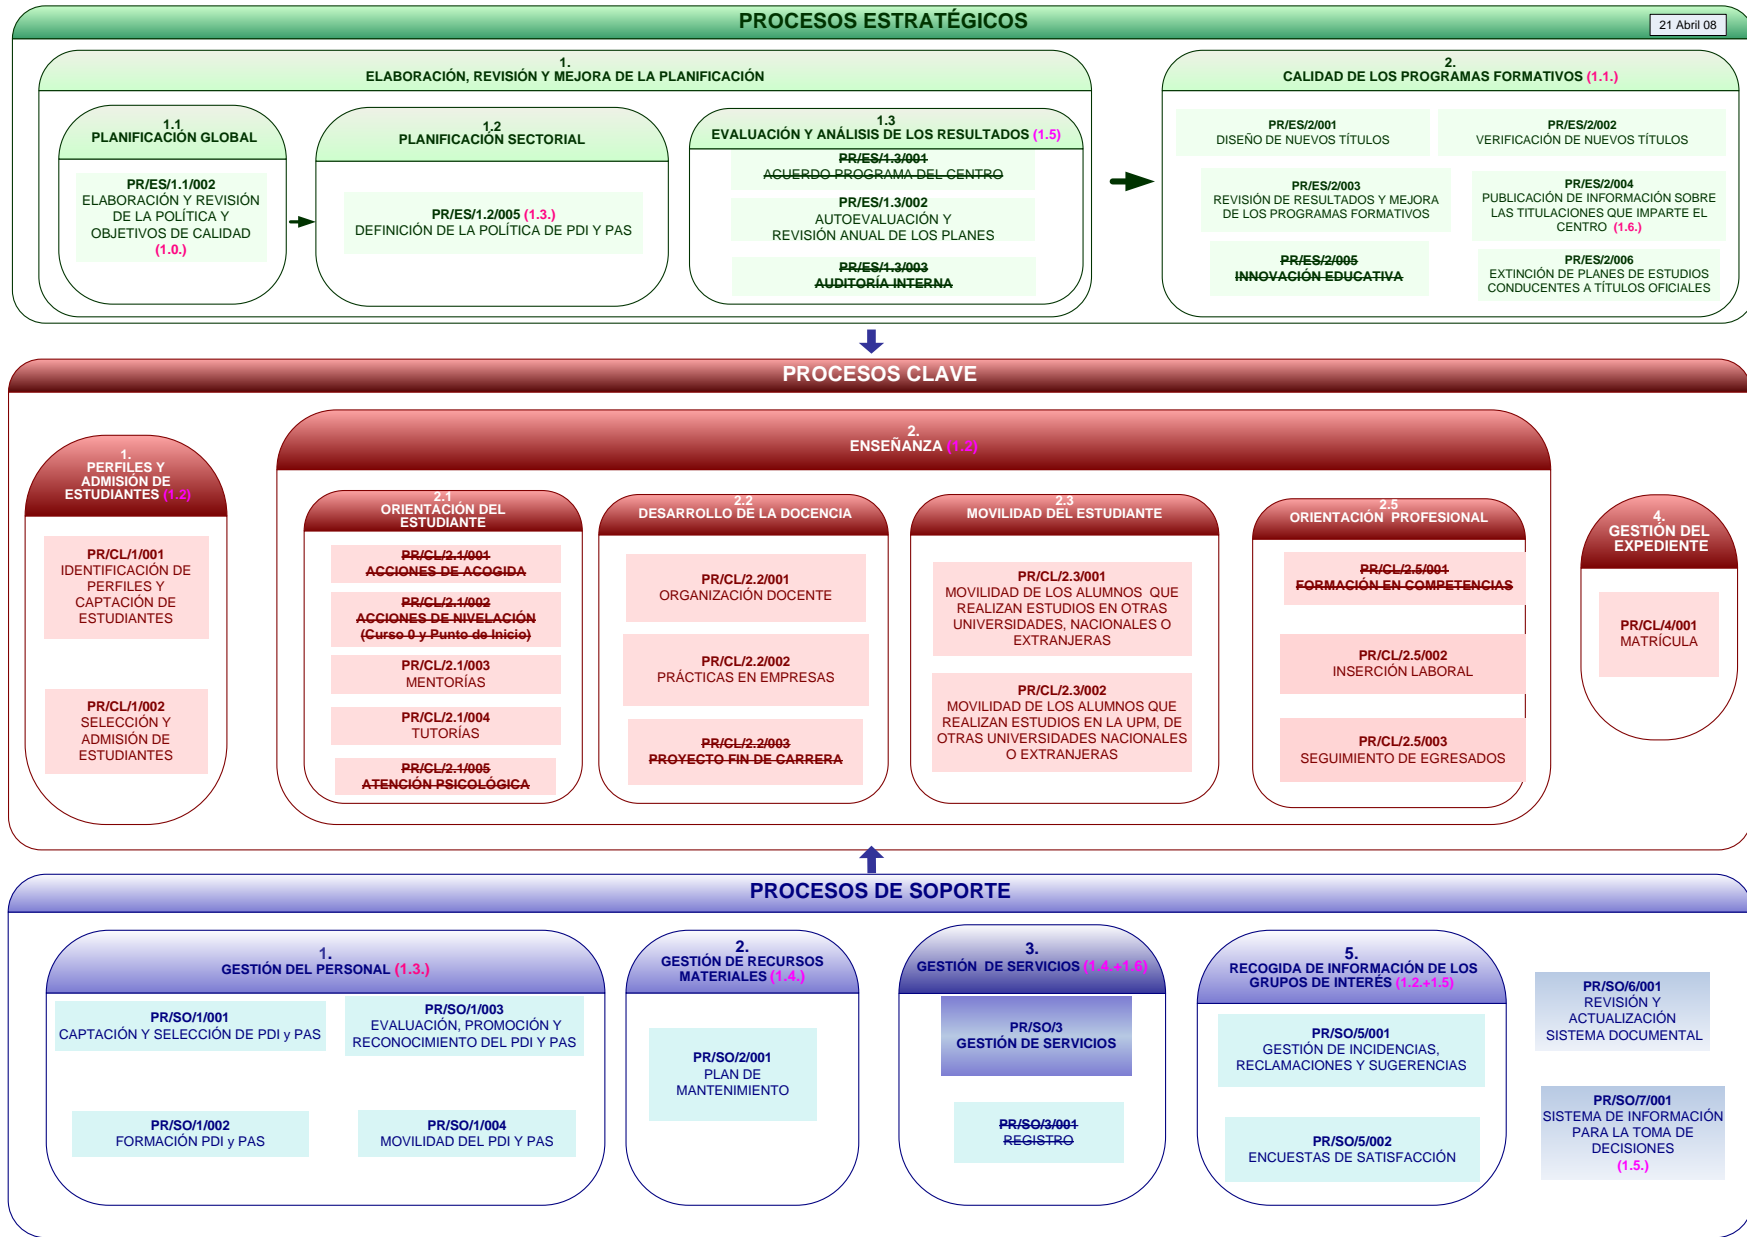 PROCESOS ESTRATÉGICOS
21 Abril 08
1.
ELABORACIÓN, REVISIÓN Y MEJORA DE LA PLANIFICACIÓN
1.1
PLANIFICACIÓN GLOBAL
PR/ES/1.1/002
ELABORACIÓN Y REVISIÓN
DE LA POLÍTICA Y
OBJETIVOS DE CALIDAD
(1.0.)
1.2
PLANIFICACIÓN SECTORIAL
PR/ES/1.2/005 (1.3.)
DEFINICIÓN DE LA POLÍTICA DE PDI Y PAS
1.3
EVALUACIÓN Y ANÁLISIS DE LOS RESULTADOS (1.5)
PR/ES/1.3/001
ACUERDO PROGRAMA DEL CENTRO
PR/ES/1.3/002
AUTOEVALUACIÓN Y
REVISIÓN ANUAL DE LOS PLANES
PR/ES/1.3/003
AUDITORÍA INTERNA
2.
CALIDAD DE LOS PROGRAMAS FORMATIVOS (1.1.)
PR/ES/2/001
DISEÑO DE NUEVOS TÍTULOS
PR/ES/2/002
VERIFICACIÓN DE NUEVOS TÍTULOS
PR/ES/2/003
REVISIÓN DE RESULTADOS Y MEJORA
DE LOS PROGRAMAS FORMATIVOS
PR/ES/2/004
PUBLICACIÓN DE INFORMACIÓN SOBRE
LAS TITULACIONES QUE IMPARTE EL
CENTRO (1.6.)
PR/ES/2/005
INNOVACIÓN EDUCATIVA
PR/ES/2/006
EXTINCIÓN DE PLANES DE ESTUDIOS
CONDUCENTES A TÍTULOS OFICIALES
PROCESOS CLAVE
1.
PERFILES Y
ADMISIÓN DE
ESTUDIANTES (1.2)
PR/CL/1/001
IDENTIFICACIÓN DE
PERFILES Y
CAPTACIÓN DE
ESTUDIANTES
PR/CL/1/002
SELECCIÓN Y
ADMISIÓN DE
ESTUDIANTES
2.
ENSEÑANZA (1.2)
2.1
ORIENTACIÓN DEL
ESTUDIANTE
PR/CL/2.1/001
ACCIONES DE ACOGIDA
PR/CL/2.1/002
ACCIONES DE NIVELACIÓN
(Curso 0 y Punto de Inicio)
PR/CL/2.1/003
MENTORÍAS
PR/CL/2.1/004
TUTORÍAS
PR/CL/2.1/005
ATENCIÓN PSICOLÓGICA
2.2
DESARROLLO DE LA DOCENCIA
PR/CL/2.2/001
ORGANIZACIÓN DOCENTE
PR/CL/2.2/002
PRÁCTICAS EN EMPRESAS
PR/CL/2.2/003
PROYECTO FIN DE CARRERA
2.3
MOVILIDAD DEL ESTUDIANTE
PR/CL/2.3/001
MOVILIDAD DE LOS ALUMNOS QUE
REALIZAN ESTUDIOS EN OTRAS
UNIVERSIDADES, NACIONALES O
EXTRANJERAS
PR/CL/2.3/002
MOVILIDAD DE LOS ALUMNOS QUE
REALIZAN ESTUDIOS EN LA UPM, DE
OTRAS UNIVERSIDADES NACIONALES
O EXTRANJERAS
2.5
ORIENTACIÓN PROFESIONAL
PR/CL/2.5/001
FORMACIÓN EN COMPETENCIAS
PR/CL/2.5/002
INSERCIÓN LABORAL
PR/CL/2.5/003
SEGUIMIENTO DE EGRESADOS
4.
GESTIÓN DEL
EXPEDIENTE
PR/CL/4/001
MATRÍCULA
PROCESOS DE SOPORTE
1.
GESTIÓN DEL PERSONAL (1.3.)
PR/SO/1/001
CAPTACIÓN Y SELECCIÓN DE PDI y PAS
PR/SO/1/003
EVALUACIÓN, PROMOCIÓN Y
RECONOCIMIENTO DEL PDI Y PAS
PR/SO/1/002
FORMACIÓN PDI y PAS
PR/SO/1/004
MOVILIDAD DEL PDI Y PAS
2.
GESTIÓN DE RECURSOS
MATERIALES (1.4.)
PR/SO/2/001
PLAN DE
MANTENIMIENTO
3.
GESTIÓN DE SERVICIOS (1.4.+1.6)
PR/SO/3
GESTIÓN DE SERVICIOS
PR/SO/3/001
REGISTRO
5.
RECOGIDA DE INFORMACIÓN DE LOS
GRUPOS DE INTERÉS (1.2.+1.5)
PR/SO/5/001
GESTIÓN DE INCIDENCIAS,
RECLAMACIONES Y SUGERENCIAS
PR/SO/5/002
ENCUESTAS DE SATISFACCIÓN
PR/SO/6/001
REVISIÓN Y
ACTUALIZACIÓN
SISTEMA DOCUMENTAL
PR/SO/7/001
SISTEMA DE INFORMACIÓN
PARA LA TOMA DE
DECISIONES
(1.5.)